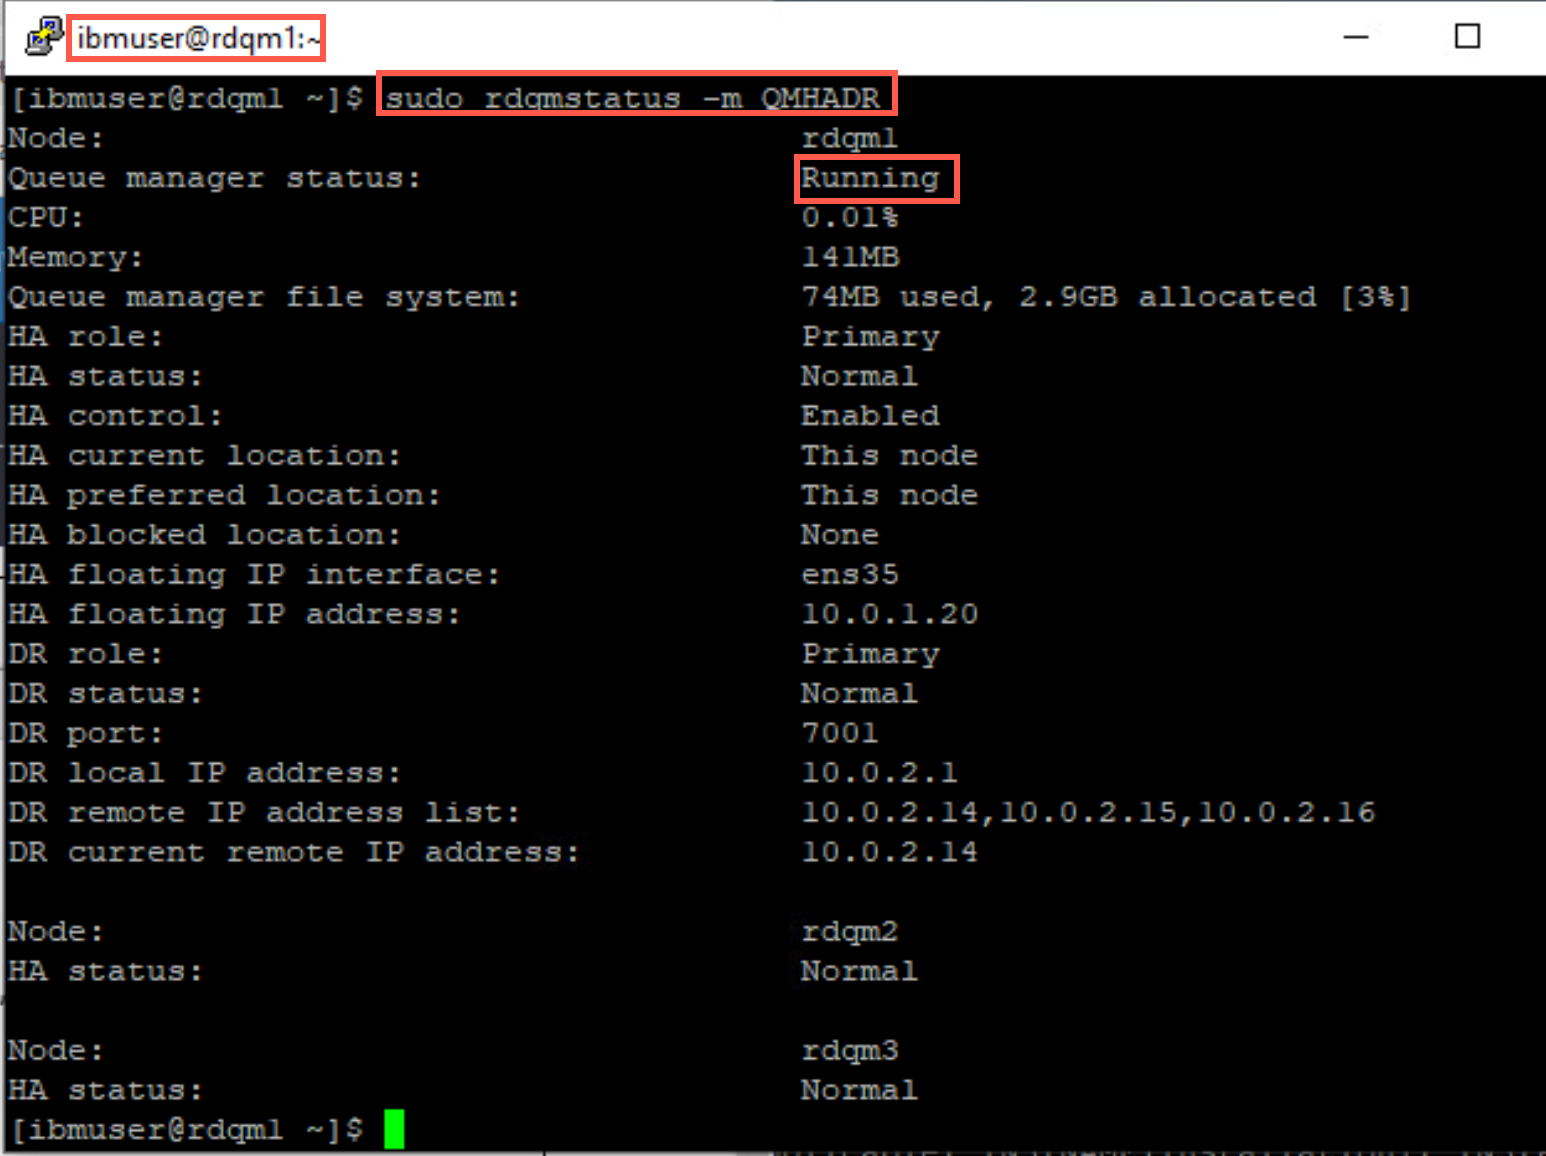 ibmuser@rdqm1:~
[ibmuser@rdqm1 ~]$ sudo rdqmstatus -m QMHADR
Node: rdqm1
Queue manager status: Running
CPU: 0.01%
Memory: 141MB
Queue manager file system: 74MB used, 2.9GB allocated [3%]
HA role: Primary
HA status: Normal
HA control: Enabled
HA current location: This node
HA preferred location: This node
HA blocked location: None
HA floating IP interface: ens35
HA floating IP address: 10.0.1.20
DR role: Primary
DR status: Normal
DR port: 7001
DR local IP address: 10.0.2.1
DR remote IP address list: 10.0.2.14,10.0.2.15,10.0.2.16
DR current remote IP address: 10.0.2.14
Node: rdqm2
HA status: Normal
Node: rdqm3
HA status: Normal
[ibmuser@rdqm1 ~]$